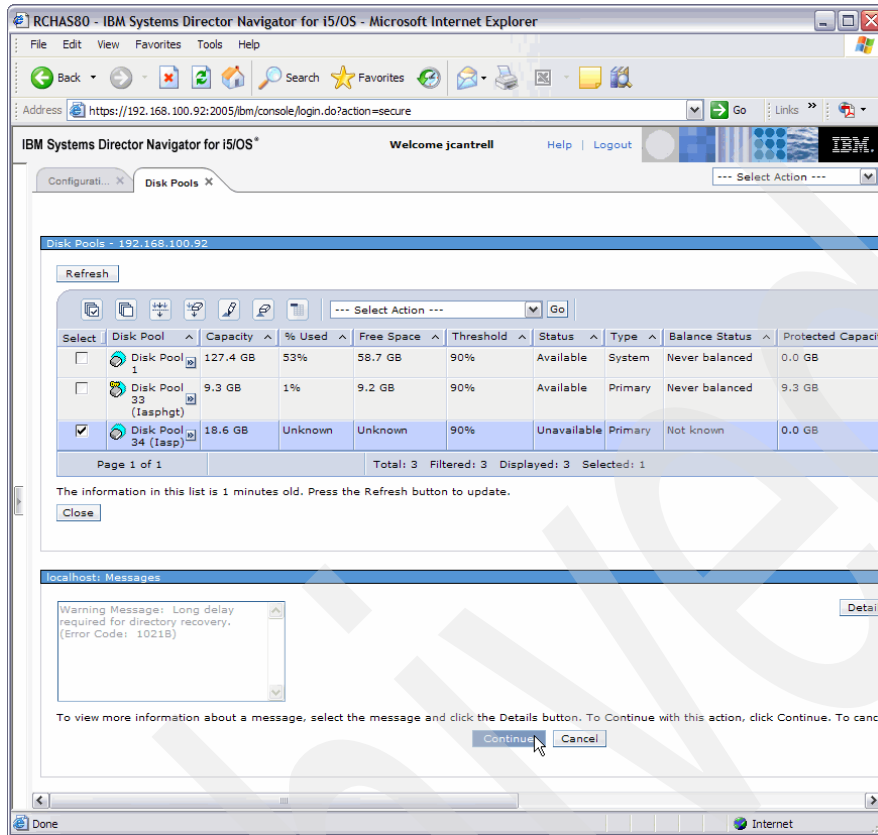 RCHAS80 - IBM Systems Director Navigator for i5/OS - Microsoft Internet Explorer
File Edit View Favorites Tools Help
Back Search Favorites
Address https://192.168.100.92:2005/ibm/console/login.do?action=secure Go Links »
IBM Systems Director Navigator for i5/OS® Welcome jcantrell Help | Logout IBM.
Configurati... X Disk Pools X --- Select Action ---
Disk Pools - 192.168.100.92
Refresh
--- Select Action --- Go
Select Disk Pool Capacity % Used Free Space Threshold Status Type Balance Status Protected Capaci
Disk Pool 127.4 GB 53% 58.7 GB 90% Available System Never balanced 0.0 GB
1
Disk Pool 9.3 GB 1% 9.2 GB 90% Available Primary Never balanced 9.3 GB
33
(Iasphgt)
Disk Pool 18.6 GB Unknown Unknown 90% Unavailable Primary Not known 0.0 GB
34 (Iasp)
Page 1 of 1 Total: 3 Filtered: 3 Displayed: 3 Selected: 1
The information in this list is 1 minutes old. Press the Refresh button to update.
Close
localhost: Messages
Warning Message: Long delay
required for directory recovery.
(Error Code: 1021B)
Detai
To view more information about a message, select the message and click the Details button. To Continue with this action, click Continue. To canc
Continue Cancel
Done Internet